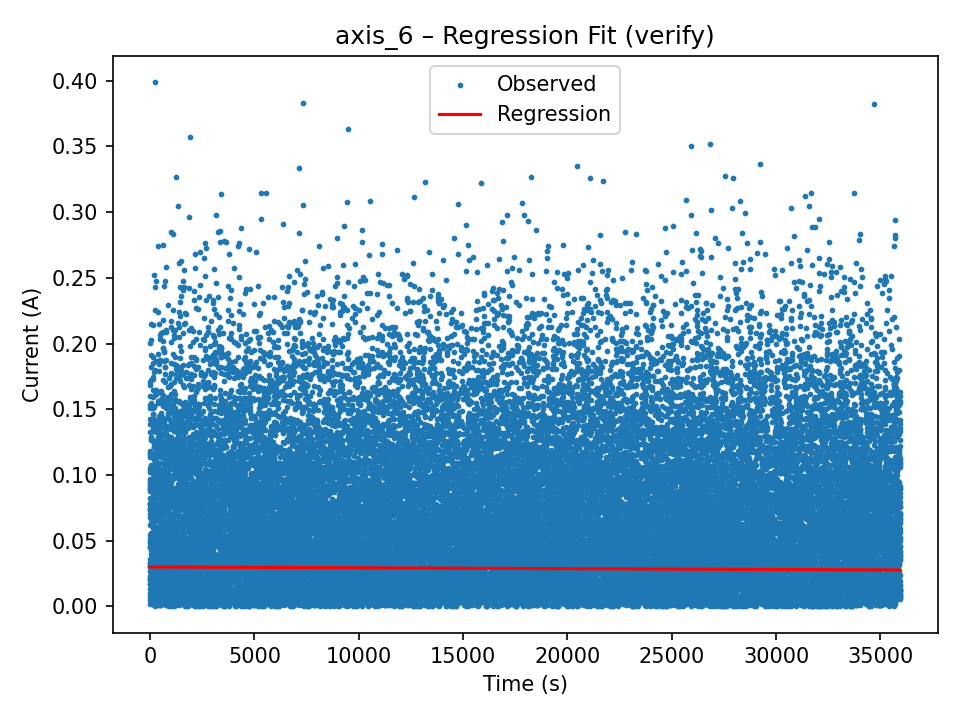 axis_6 – Regression Fit (verify)
Observed
Regression
Current (A)
0.40
0.35
0.30
0.25
0.20
0.15
0.10
0.05
0.00
0 5000 10000 15000 20000 25000 30000 35000
Time (s)